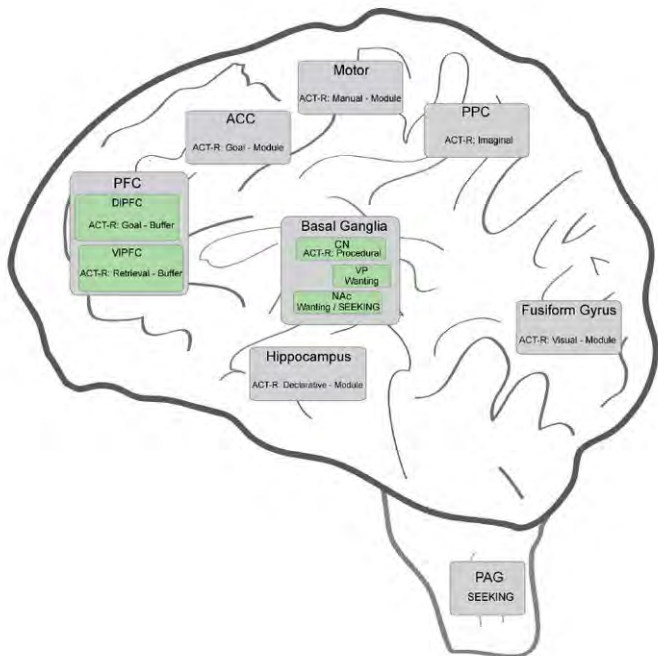 Motor
ACT-R: Manual - Module
ACC
ACT-R: Goal - Module
PPC
ACT-R: Imaginal
PFC
DlPFC
ACT-R: Goal - Buffer
VlPFC
ACT-R: Retrieval - Buffer
Basal Ganglia
CN
ACT-R: Procedural
VP
Wanting
NAc
Wanting / SEEKING
Fusiform Gyrus
ACT-R: Visual - Module
Hippocampus
ACT-R: Declarative - Module
PAG
SEEKING